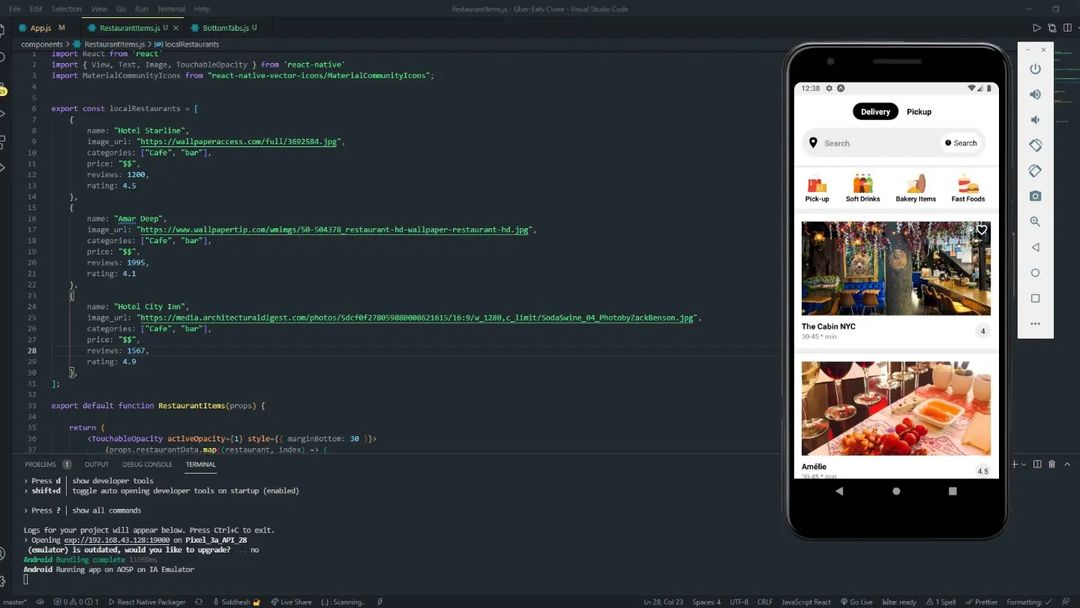 File Edit Selection View Go Run Terminal Help
RestaurantItems.js - Uber-Eats-Clone - Visual Studio Code
App.js M
RestaurantItems.js U
BottomTabs.js U
components > RestaurantItems.js > localRestaurants
1 import React from 'react'
2 import { View, Text, Image, TouchableOpacity } from 'react-native'
3 import MaterialCommunityIcons from "react-native-vector-icons/MaterialCommunityIcons";
4
5
6 export const localRestaurants = [
7 {
8 name: "Hotel Starline",
9 image_url: "https://wallpaperaccess.com/full/3692584.jpg",
10 categories: ["Cafe", "bar"],
11 price: "$$",
12 reviews: 1200,
13 rating: 4.5
14 },
15 {
16 name: "Amar Deep",
17 image_url: "https://www.wallpapertip.com/wmimgs/50-504378_restaurant-hd-wallpaper-restaurant-hd.jpg",
18 categories: ["Cafe", "bar"],
19 price: "$$",
20 reviews: 1995,
21 rating: 4.1
22 },
23 {
24 name: "Hotel City Inn",
25 image_url: "https://media.architecturaldigest.com/photos/5dcf0f278059880008621615/16:9/w_1280,c_limit/SodaSwine_04_PhotobyZackBenson.jpg",
26 categories: ["Cafe", "bar"],
27 price: "$$",
28 reviews: 1567,
29 rating: 4.9
30 },
31 ];
32
33 export default function RestaurantItems(props) {
34
35 return (
36 <TouchableOpacity activeOpacity={1} style={{ marginBottom: 30 }}>
37 {props.restaurantData.map((restaurant, index) => (
PROBLEMS 1 OUTPUT DEBUG CONSOLE TERMINAL
› Press d │ show developer tools
› shift+d │ toggle auto opening developer tools on startup (enabled)
› Press ? │ show all commands
Logs for your project will appear below. Press Ctrl+C to exit.
› Opening exp://192.168.43.128:19000 on Pixel_3a_API_28
(emulator) is outdated, would you like to upgrade? ... no
Android Bundling complete 11669ms
Android Running app on AOSP on IA Emulator
master* 0 0 1 React Native Packager Siddhesh Live Share Scanning.. Ln 28, Col 23 Spaces: 4 UTF-8 CRLF JavaScript React Go Live tldite: ready 1 Spell Prettier Formatting: ✓
12:38
Delivery Pickup
Search Search
Pick-up Soft Drinks Bakery Items Fast Foods
The Cabin NYC
30-45 * min
4
Amélie
4.5